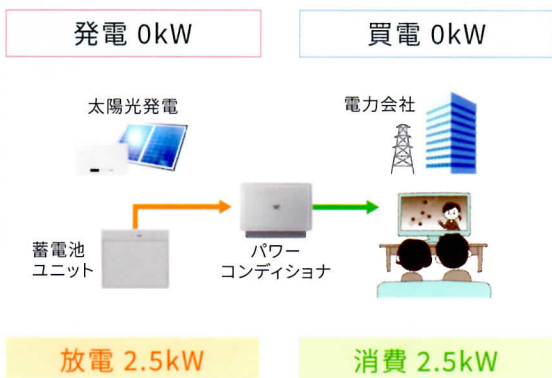 発電 0kW
買電 0kW
太陽光発電
電力会社
蓄電池
ユニット
パワー
コンディショナ
放電 2.5kW
消費 2.5kW